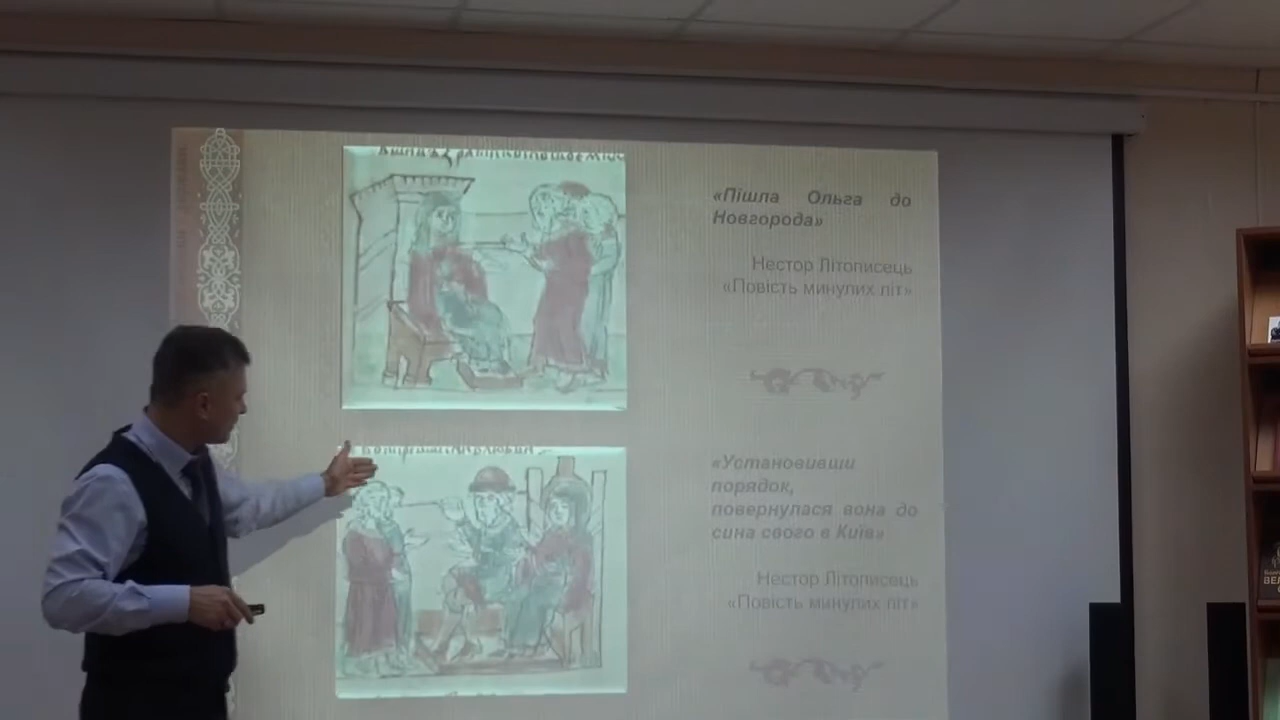 «Пішла Ольга до
Новгорода»
Нестор Літописець
«Повість минулих літ»
«Установивши
порядок,
повернулася вона до
сина свого в Київ»
Нестор Літописець
«Повість минулих літ»